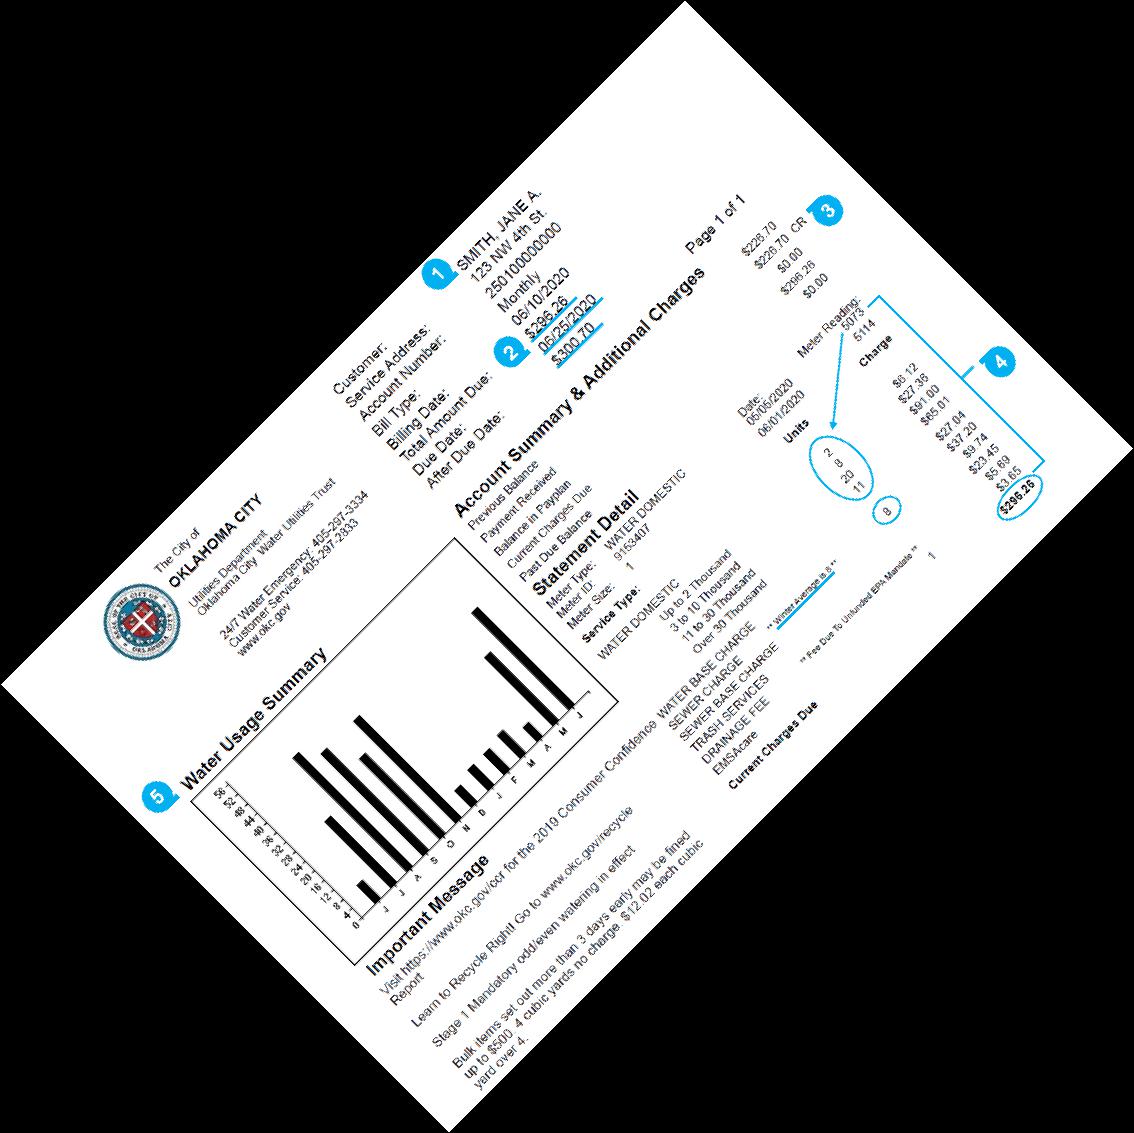 The City of
OKLAHOMA CITY
Utilities Department
Oklahoma City Water Utilities Trust
24/7 Water Emergency: 405-297-3334
Customer Service: 405-297-2833
www.okc.gov
1
Customer: SMITH, JANE A.
Service Address: 123 NW 4th St.
Account Number: 250100000000
Bill Type: Monthly
Billing Date: 06/10/2020
2
Total Amount Due: $296.26
Due Date: 06/25/2020
After Due Date: $300.70
Page 1 of 1
5
Water Usage Summary
56
52
48
44
40
36
32
28
24
20
16
12
8
4
0
J J A S O N D J F M A M J
Important Message
Visit https://www.okc.gov/ccr for the 2019 Consumer Confidence
Report
Learn to Recycle Right! Go to www.okc.gov/recycle
Stage 1 Mandatory odd/even watering in effect
Bulk items set out more than 3 days early may be fined
up to $500. 4 cubic yards no charge. $12.02 each cubic
yard over 4.
Account Summary & Additional Charges
3
Previous Balance $226.70
Payment Received $226.70 CR
Balance in Payplan $0.00
Current Charges Due $296.26
Past Due Balance $0.00
Statement Detail
Meter Type: WATER DOMESTIC
Meter ID: 9153407
Meter Size: 1
Date: Meter Reading:
05/05/2020 5073
06/01/2020 5114
Service Type: Units Charge
4
WATER DOMESTIC
Up to 2 Thousand 2 $6.12
3 to 10 Thousand 8 $27.36
11 to 30 Thousand 20 $91.00
Over 30 Thousand 11 $65.01
WATER BASE CHARGE $27.04
SEWER CHARGE ** Winter Average is 8 ** 8 $37.20
SEWER BASE CHARGE $9.74
TRASH SERVICES $23.45
DRAINAGE FEE ** Fee Due To Unfunded EPA Mandate ** $5.69
EMSAcare 1 $3.65
Current Charges Due $296.26